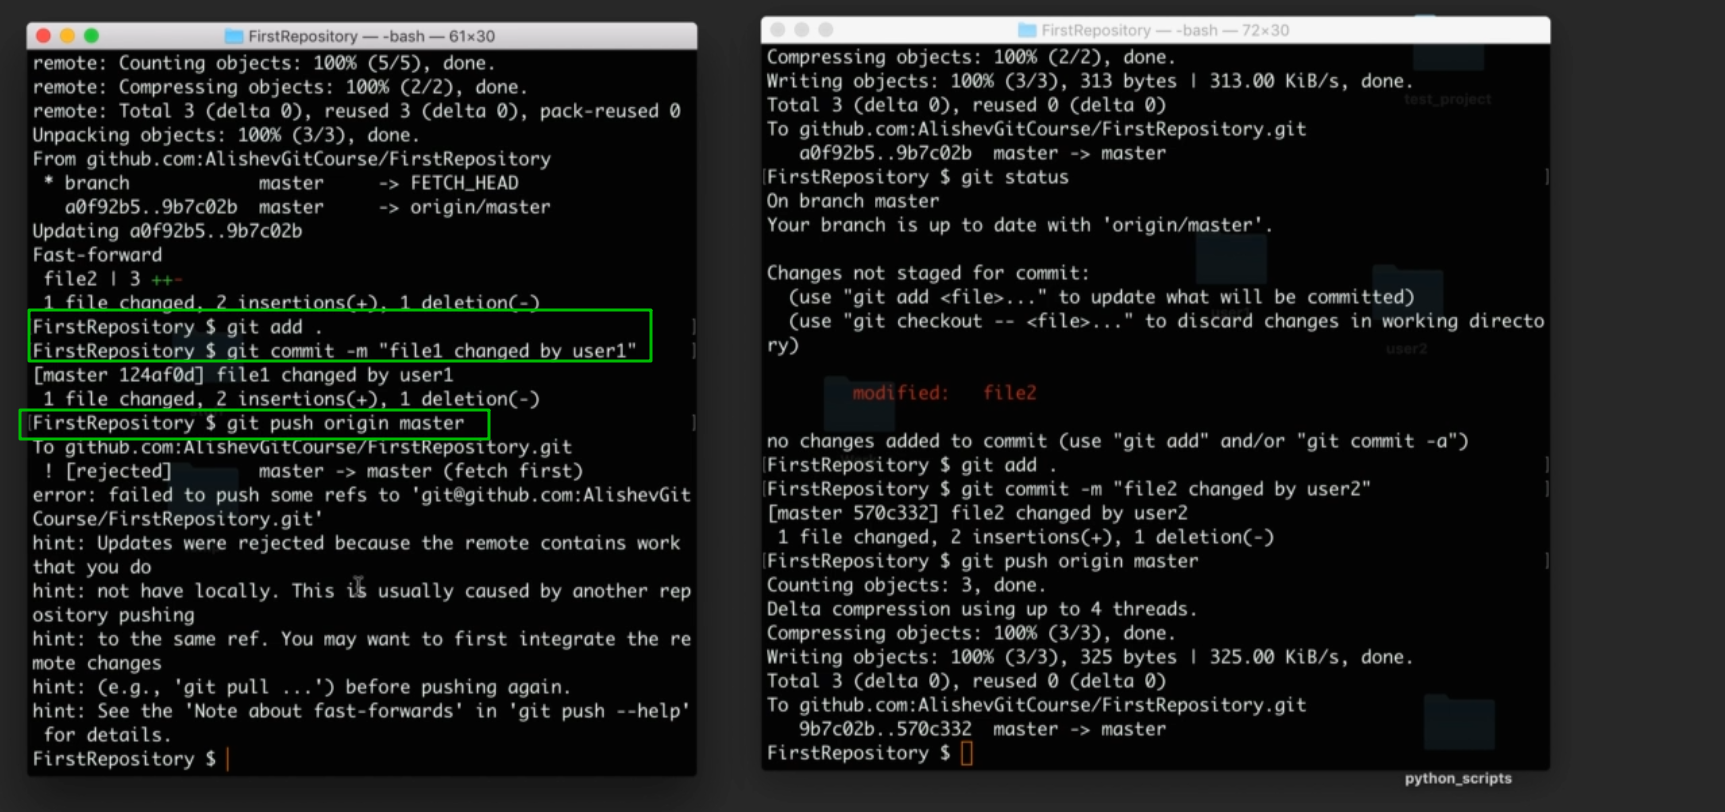 FirstRepository — -bash — 61×30
remote: Counting objects: 100% (5/5), done.
remote: Compressing objects: 100% (2/2), done.
remote: Total 3 (delta 0), reused 3 (delta 0), pack-reused 0
Unpacking objects: 100% (3/3), done.
From github.com:AlishevGitCourse/FirstRepository
 * branch            master     -> FETCH_HEAD
   a0f92b5..9b7c02b  master     -> origin/master
Updating a0f92b5..9b7c02b
Fast-forward
 file2 | 3 ++-
 1 file changed, 2 insertions(+), 1 deletion(-)
FirstRepository $ git add .
FirstRepository $ git commit -m "file1 changed by user1"
[master 124af0d] file1 changed by user1
 1 file changed, 2 insertions(+), 1 deletion(-)
FirstRepository $ git push origin master
To github.com:AlishevGitCourse/FirstRepository.git
 ! [rejected]        master -> master (fetch first)
error: failed to push some refs to 'git@github.com:AlishevGit
Course/FirstRepository.git'
hint: Updates were rejected because the remote contains work
that you do
hint: not have locally. This is usually caused by another rep
ository pushing
hint: to the same ref. You may want to first integrate the re
mote changes
hint: (e.g., 'git pull ...') before pushing again.
hint: See the 'Note about fast-forwards' in 'git push --help'
 for details.
FirstRepository $
FirstRepository — -bash — 72×30
Compressing objects: 100% (2/2), done.
Writing objects: 100% (3/3), 313 bytes | 313.00 KiB/s, done.
Total 3 (delta 0), reused 0 (delta 0)
To github.com:AlishevGitCourse/FirstRepository.git
   a0f92b5..9b7c02b  master -> master
FirstRepository $ git status
On branch master
Your branch is up to date with 'origin/master'.
Changes not staged for commit:
  (use "git add <file>..." to update what will be committed)
  (use "git checkout -- <file>..." to discard changes in working directo
ry)
        modified:   file2
no changes added to commit (use "git add" and/or "git commit -a")
FirstRepository $ git add .
FirstRepository $ git commit -m "file2 changed by user2"
[master 570c332] file2 changed by user2
 1 file changed, 2 insertions(+), 1 deletion(-)
FirstRepository $ git push origin master
Counting objects: 3, done.
Delta compression using up to 4 threads.
Compressing objects: 100% (3/3), done.
Writing objects: 100% (3/3), 325 bytes | 325.00 KiB/s, done.
Total 3 (delta 0), reused 0 (delta 0)
To github.com:AlishevGitCourse/FirstRepository.git
   9b7c02b..570c332  master -> master
FirstRepository $
test_project
user2
python_scripts